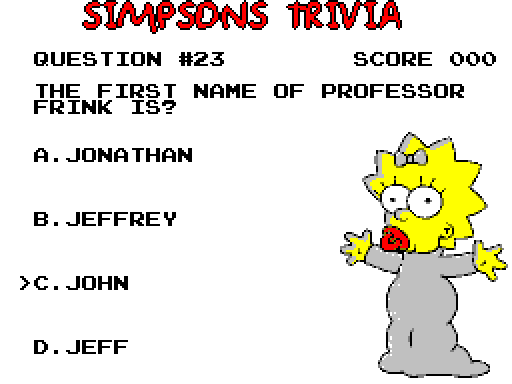 SIMPSONS TRIVIA
QUESTION #23 SCORE 000
THE FIRST NAME OF PROFESSOR
FRINK IS?
A.JONATHAN
B.JEFFREY
>C.JOHN
D.JEFF